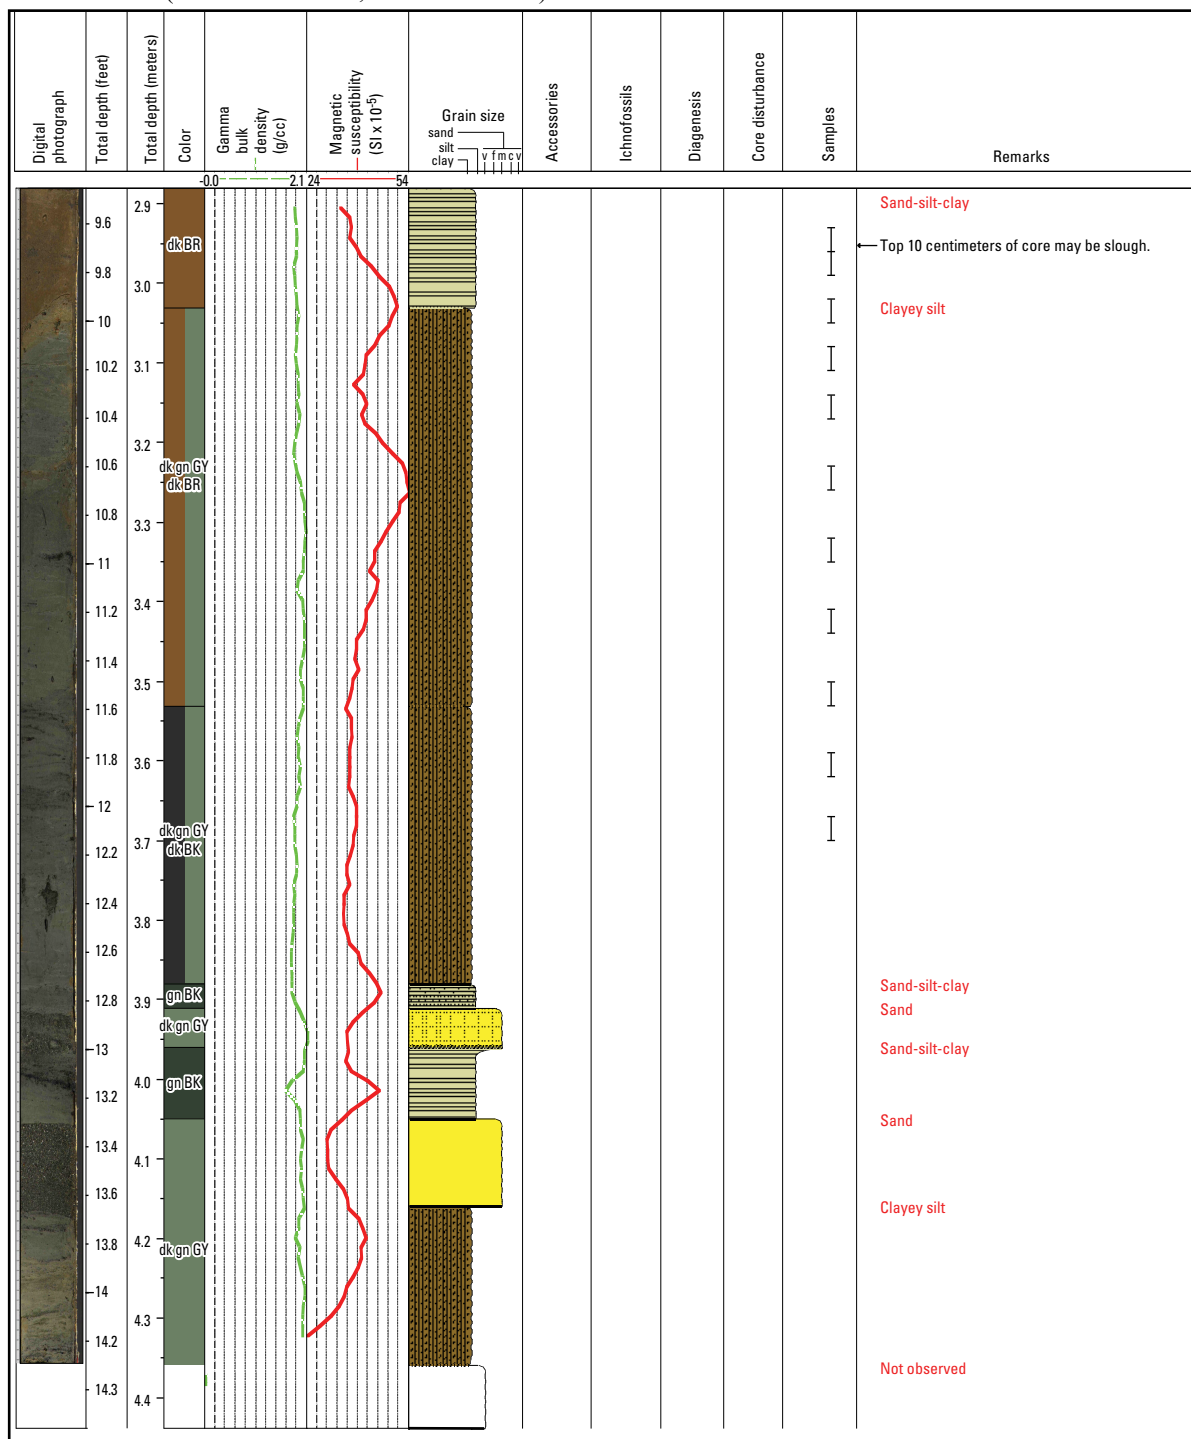 Digital photograph
Total depth (feet)
Total depth (meters)
Color
Gamma bulk density (g/cc)
Magnetic susceptibility (SI x 10-5)
Grain size
sand
silt
clay
v f m c v
Accessories
Ichnofossils
Diagenesis
Core disturbance
Samples
Remarks
-0.0 2.1 24 54
2.9
Sand-silt-clay
9.6
dk BR
Top 10 centimeters of core may be slough.
9.8
3.0
Clayey silt
10
3.1
10.2
10.4
3.2
10.6
dk gn GY
dk BR
10.8
3.3
11
3.4
11.2
11.4
3.5
11.6
11.8
3.6
12
dk gn GY
3.7
dk BK
12.2
12.4
3.8
12.6
Sand-silt-clay
gn BK
12.8
3.9
Sand
dk gn GY
13
Sand-silt-clay
4.0
gn BK
13.2
Sand
13.4
4.1
13.6
Clayey silt
13.8
4.2
dk gn GY
14
4.3
14.2
Not observed
14.3
4.4